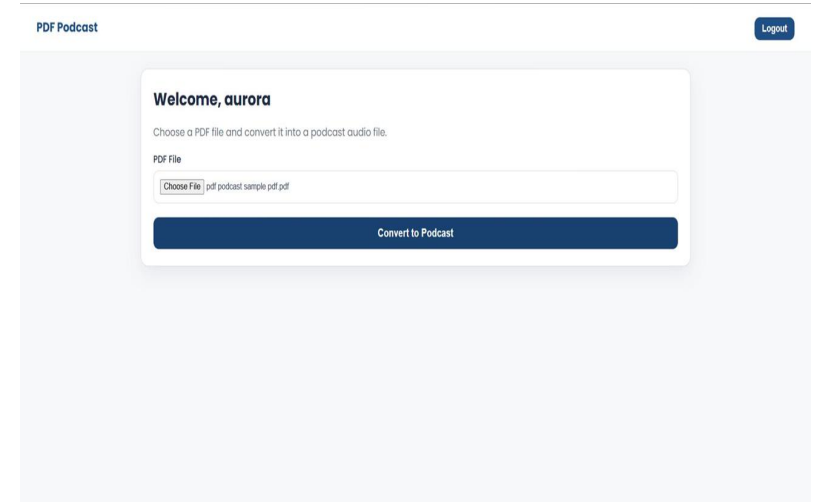 PDF Podcast
Logout
Welcome, aurora
Choose a PDF file and convert it into a podcast audio file.
PDF File
Choose File pdf podcast sample pdf.pdf
Convert to Podcast